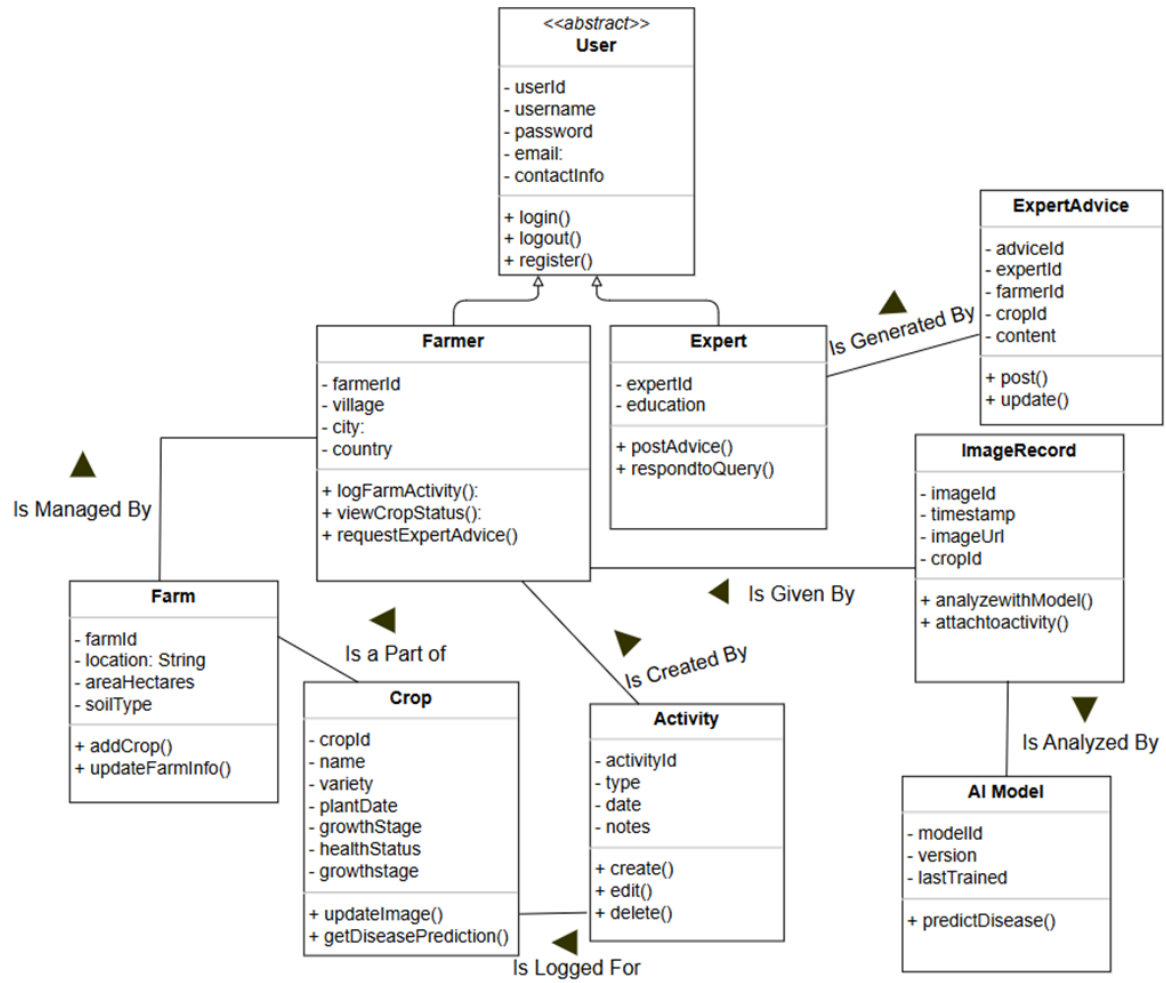 <<abstract>>
User
- userId
- username
- password
- email:
- contactInfo
+ login()
+ logout()
+ register()
ExpertAdvice
- adviceId
- expertId
- farmerId
- cropId
- content
+ post()
+ update()
Is Generated By
Farmer
- farmerId
- village
- city:
- country
+ logFarmActivity():
+ viewCropStatus():
+ requestExpertAdvice()
Expert
- expertId
- education
+ postAdvice()
+ respondtoQuery()
ImageRecord
- imageId
- timestamp
- imageUrl
- cropId
+ analyzewithModel()
+ attachtoactivity()
Is Managed By
Is Given By
Farm
- farmId
- location: String
- areaHectares
- soilType
+ addCrop()
+ updateFarmInfo()
Is a Part of
Is Created By
Crop
- cropId
- name
- variety
- plantDate
- growthStage
- healthStatus
- growthstage
+ updateImage()
+ getDiseasePrediction()
Activity
- activityId
- type
- date
- notes
+ create()
+ edit()
+ delete()
Is Analyzed By
AI Model
- modelId
- version
- lastTrained
+ predictDisease()
Is Logged For